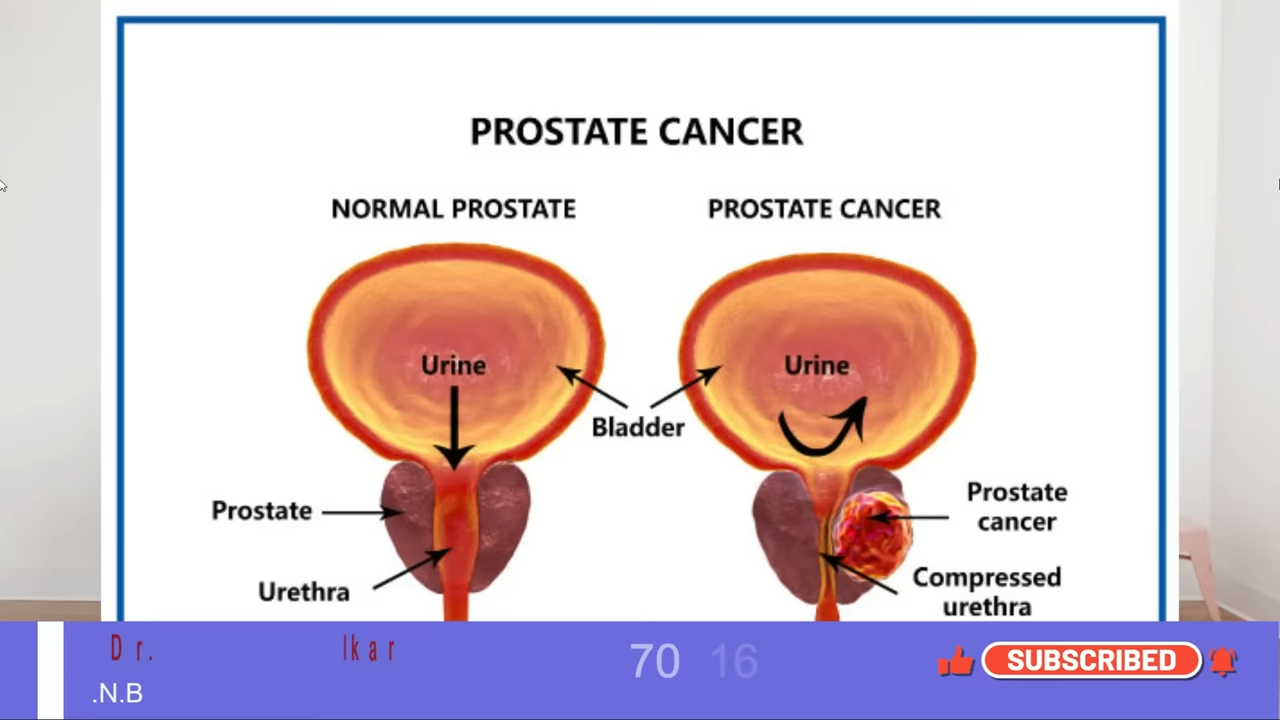 PROSTATE CANCER
NORMAL PROSTATE
PROSTATE CANCER
Urine
Urine
Bladder
Prostate
Urethra
Prostate
cancer
Compressed
urethra
Dr. Ikar
.N.B
70 16
SUBSCRIBED